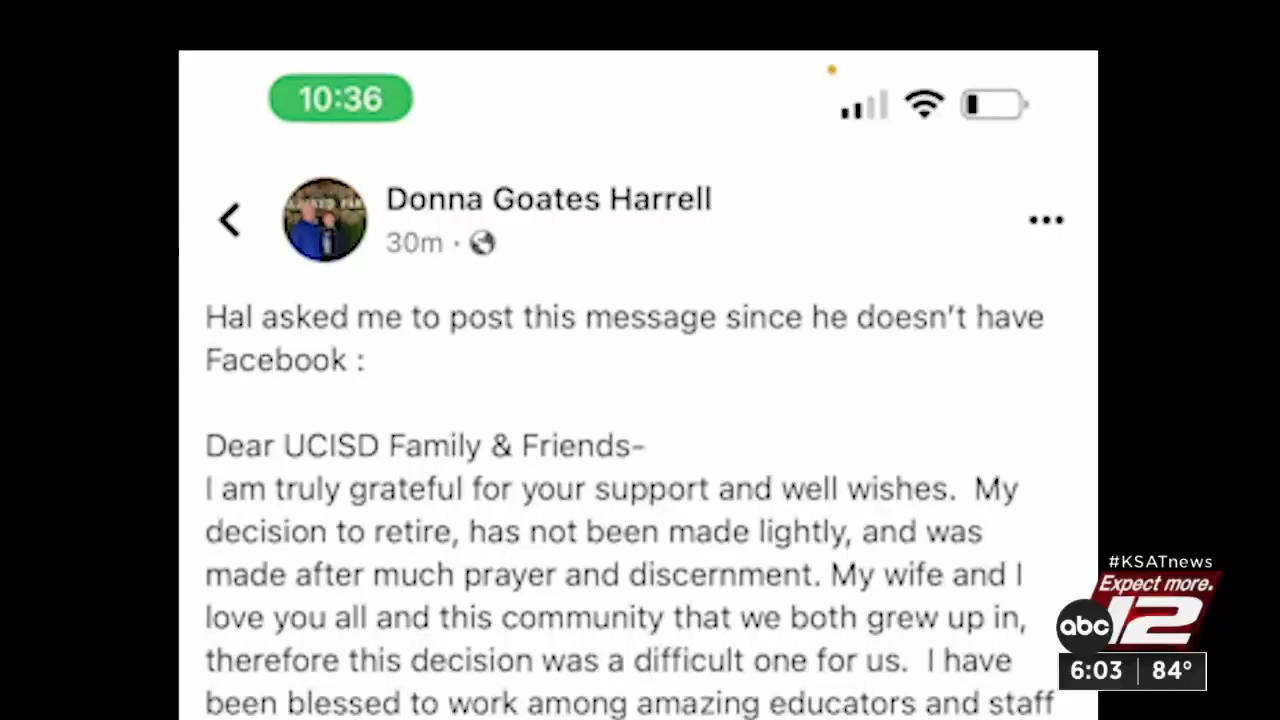 10:36
Donna Goates Harrell
30m ·
Hal asked me to post this message since he doesn't have
Facebook :
Dear UCISD Family & Friends-
I am truly grateful for your support and well wishes.  My
decision to retire, has not been made lightly, and was
made after much prayer and discernment. My wife and I
love you all and this community that we both grew up in,
therefore this decision was a difficult one for us.  I have
been blessed to work among amazing educators and staff
#KSATnews
Expect more.
abc 12
6:03 84°